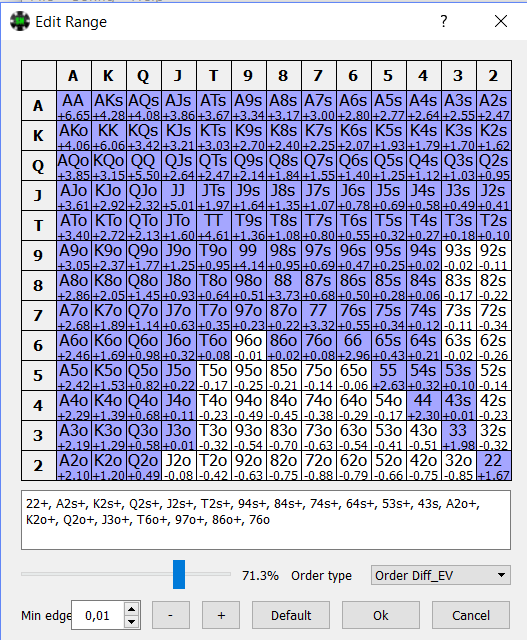 Edit Range
? ×
A K Q J T 9 8 7 6 5 4 3 2
A AA AKs AQs AJs ATs A9s A8s A7s A6s A5s A4s A3s A2s
+6.65 +4.28 +4.08 +3.86 +3.67 +3.34 +3.17 +3.00 +2.80 +2.77 +2.64 +2.55 +2.47
K AKo KK KQs KJs KTs K9s K8s K7s K6s K5s K4s K3s K2s
+4.06 +6.06 +3.42 +3.21 +3.03 +2.70 +2.40 +2.25 +2.07 +1.93 +1.79 +1.70 +1.62
Q AQo KQo QQ QJs QTs Q9s Q8s Q7s Q6s Q5s Q4s Q3s Q2s
+3.85 +3.15 +5.50 +2.64 +2.47 +2.14 +1.84 +1.55 +1.40 +1.25 +1.12 +1.03 +0.95
J AJo KJo QJo JJ JTs J9s J8s J7s J6s J5s J4s J3s J2s
+3.61 +2.92 +2.32 +5.01 +1.97 +1.64 +1.35 +1.07 +0.78 +0.69 +0.58 +0.49 +0.41
T ATo KTo QTo JTo TT T9s T8s T7s T6s T5s T4s T3s T2s
+3.40 +2.72 +2.13 +1.60 +4.61 +1.36 +1.08 +0.80 +0.55 +0.32 +0.27 +0.18 +0.10
9 A9o K9o Q9o J9o T9o 99 98s 97s 96s 95s 94s 93s 92s
+3.05 +2.37 +1.77 +1.25 +0.95 +4.14 +0.95 +0.69 +0.47 +0.25 +0.02 -0.02 -0.11
8 A8o K8o Q8o J8o T8o 98o 88 87s 86s 85s 84s 83s 82s
+2.86 +2.05 +1.45 +0.93 +0.64 +0.51 +3.73 +0.68 +0.50 +0.28 +0.06 -0.17 -0.22
7 A7o K7o Q7o J7o T7o 97o 87o 77 76s 75s 74s 73s 72s
+2.68 +1.89 +1.14 +0.63 +0.35 +0.23 +0.22 +3.32 +0.55 +0.34 +0.12 -0.11 -0.34
6 A6o K6o Q6o J6o T6o 96o 86o 76o 66 65s 64s 63s 62s
+2.46 +1.69 +0.98 +0.32 +0.08 -0.01 +0.02 +0.08 +2.96 +0.43 +0.21 -0.02 -0.26
5 A5o K5o Q5o J5o T5o 95o 85o 75o 65o 55 54s 53s 52s
+2.42 +1.53 +0.82 +0.22 -0.17 -0.25 -0.21 -0.14 -0.06 +2.63 +0.32 +0.10 -0.14
4 A4o K4o Q4o J4o T4o 94o 84o 74o 64o 54o 44 43s 42s
+2.29 +1.39 +0.68 +0.11 -0.23 -0.49 -0.45 -0.38 -0.29 -0.17 +2.30 +0.01 -0.23
3 A3o K3o Q3o J3o T3o 93o 83o 73o 63o 53o 43o 33 32s
+2.19 +1.29 +0.58 +0.01 -0.32 -0.54 -0.70 -0.63 -0.54 -0.41 -0.51 +1.98 -0.32
2 A2o K2o Q2o J2o T2o 92o 82o 72o 62o 52o 42o 32o 22
+2.10 +1.20 +0.49 -0.08 -0.42 -0.63 -0.75 -0.88 -0.79 -0.66 -0.75 -0.85 +1.67
22+, A2s+, K2s+, Q2s+, J2s+, T2s+, 94s+, 84s+, 74s+, 64s+, 53s+, 43s, A2o+,
K2o+, Q2o+, J3o+, T6o+, 97o+, 86o+, 76o
71.3% Order type Order Diff_EV
Min edge 0,01 - + Default Ok Cancel